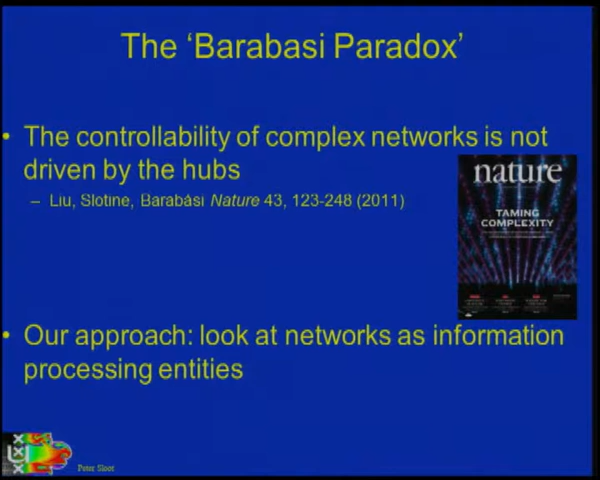 The ‘Barabasi Paradox’
• The controllability of complex networks is not
driven by the hubs
– Liu, Slotine, Barabási Nature 43, 123-248 (2011)
nature
TAMING
COMPLEXITY
• Our approach: look at networks as information
processing entities
Peter Sloot